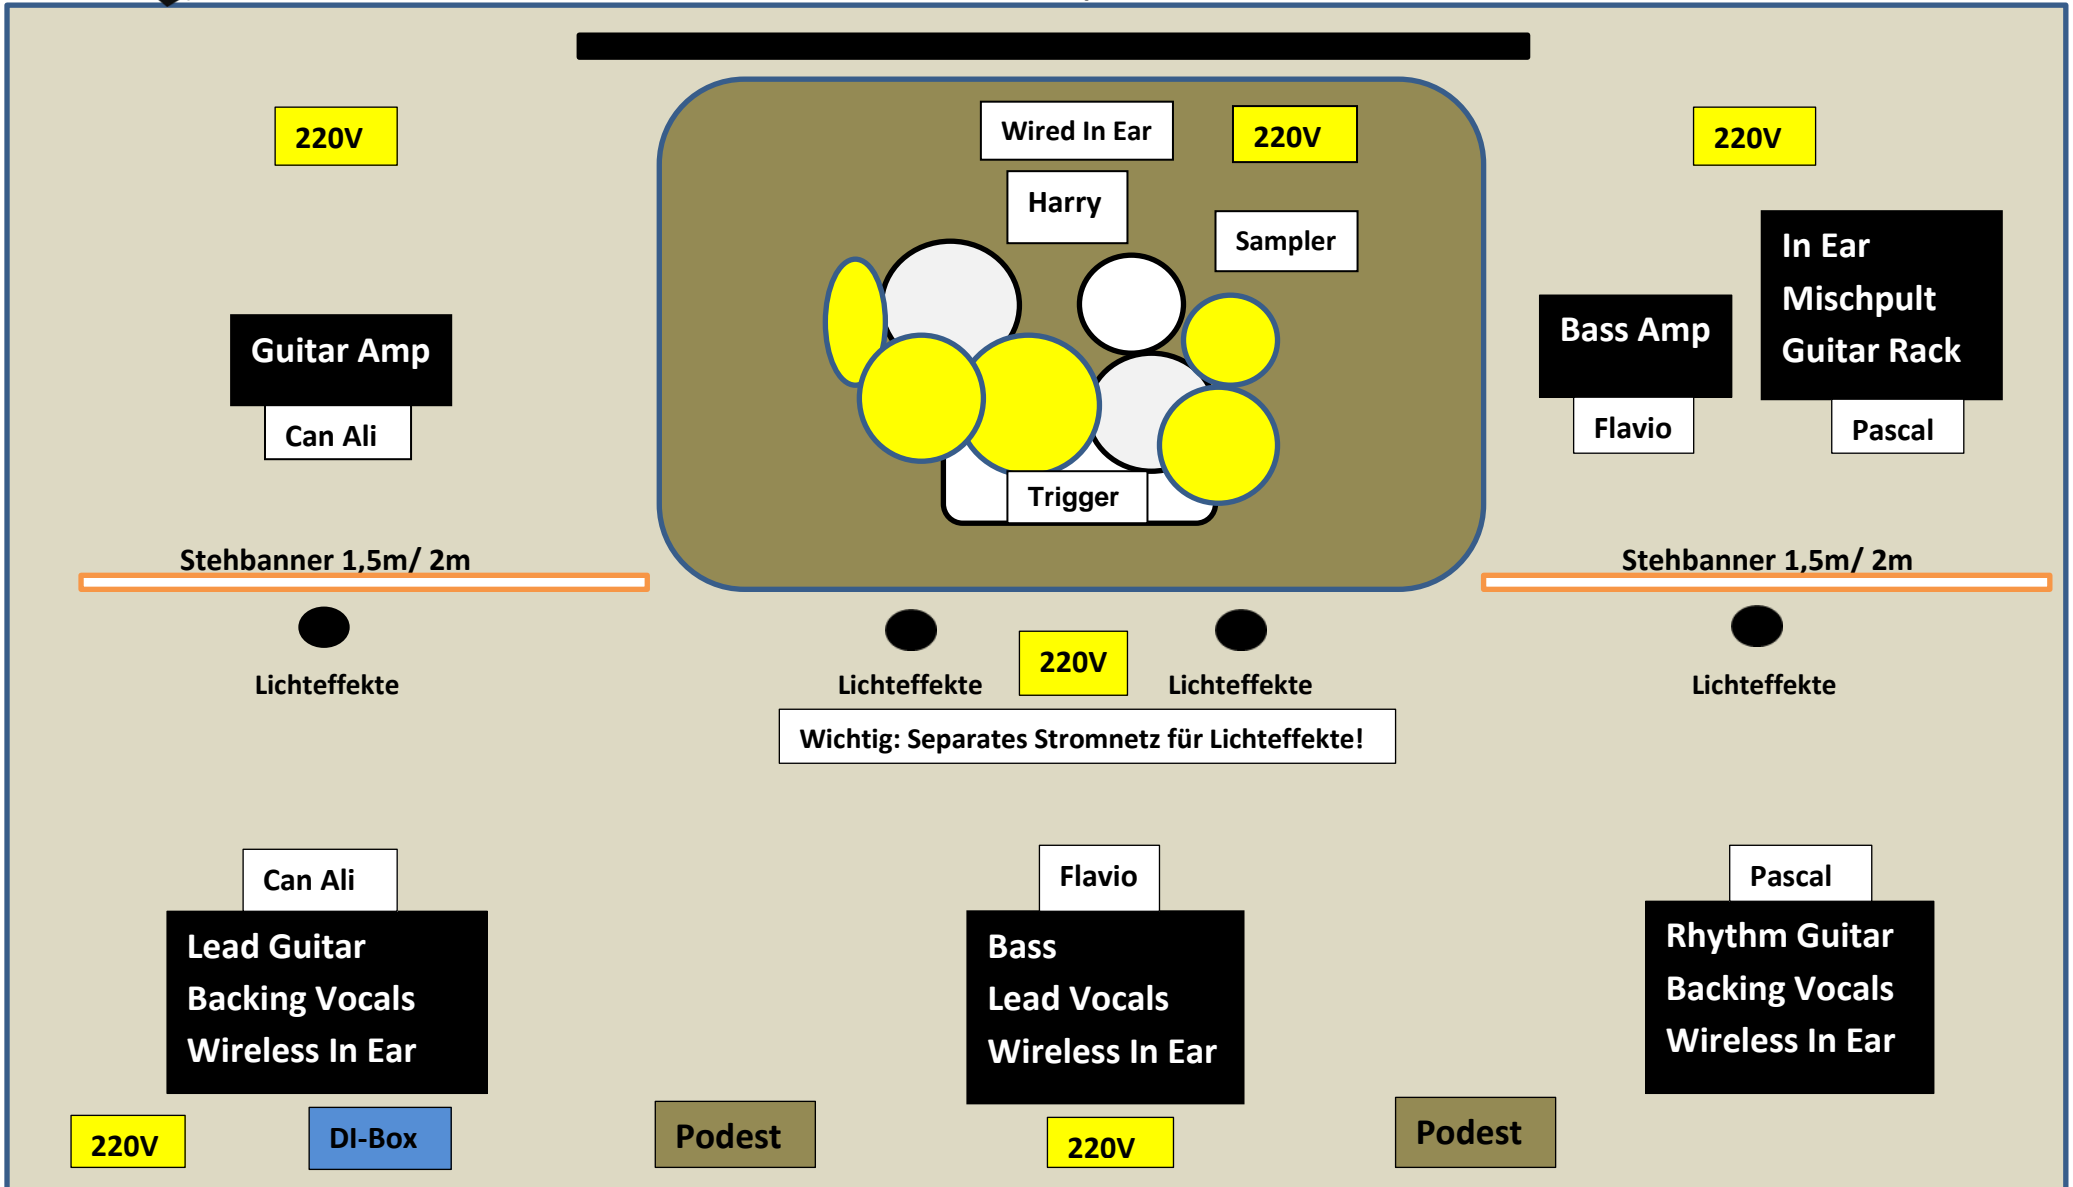 220V
Wired In Ear
220V
220V
Harry
Sampler
In Ear
Mischpult
Guitar Rack
Guitar Amp
Bass Amp
Can Ali
Flavio
Pascal
Trigger
Stehbanner 1,5m/ 2m
Stehbanner 1,5m/ 2m
Lichteffekte
Lichteffekte
220V
Lichteffekte
Lichteffekte
Wichtig: Separates Stromnetz für Lichteffekte!
Can Ali
Lead Guitar
Backing Vocals
Wireless In Ear
Flavio
Bass
Lead Vocals
Wireless In Ear
Pascal
Rhythm Guitar
Backing Vocals
Wireless In Ear
220V
DI-Box
Podest
220V
Podest